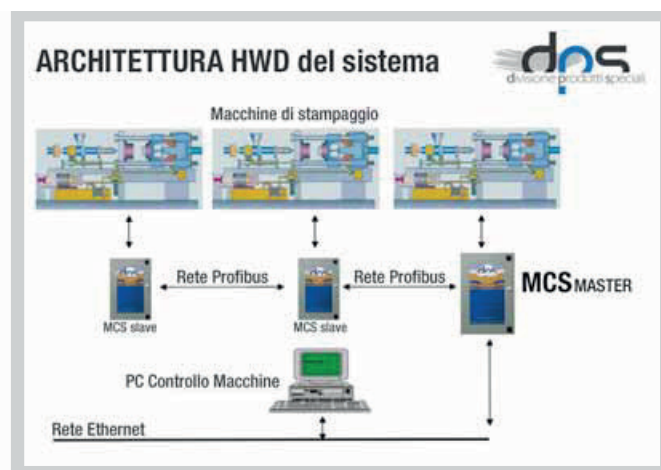 ARCHITETTURA HWD del sistema
dps
divisione prodotti speciali
Macchine di stampaggio
Rete Profibus
Rete Profibus
MCS MASTER
MCS slave
MCS slave
PC Controllo Macchine
Rete Ethernet